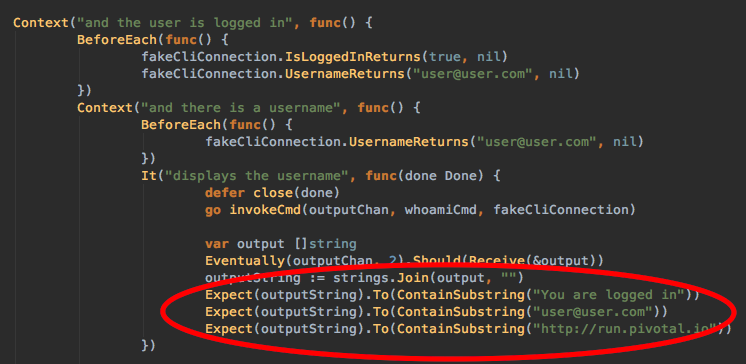 Context("and the user is logged in", func() {
BeforeEach(func() {
fakeCliConnection.IsLoggedInReturns(true, nil)
fakeCliConnection.UsernameReturns("user@user.com", nil)
})
Context("and there is a username", func() {
BeforeEach(func() {
fakeCliConnection.UsernameReturns("user@user.com", nil)
})
It("displays the username", func(done Done) {
defer close(done)
go invokeCmd(outputChan, whoamiCmd, fakeCliConnection)
var output []string
Eventually(outputChan, 2).Should(Receive(&output))
outputString := strings.Join(output, "")
Expect(outputString).To(ContainSubstring("You are logged in"))
Expect(outputString).To(ContainSubstring("user@user.com"))
Expect(outputString).To(ContainSubstring("http://run.pivotal.io"))
})